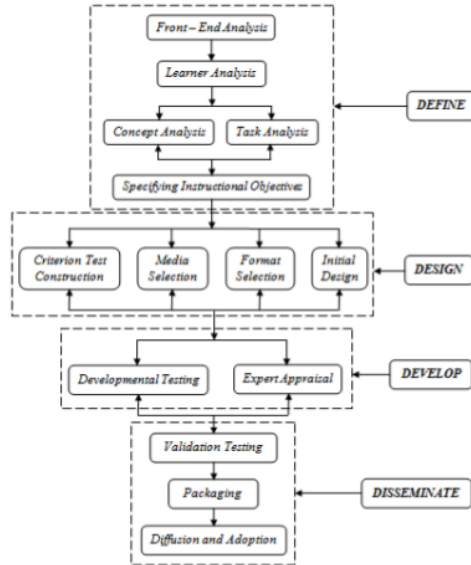 Front – End Analysis
Learner Analysis
DEFINE
Concept Analysis
Task Analysis
Specifying Instructional Objectives
Criterion Test
Construction
Media
Selection
Format
Selection
Initial
Design
DESIGN
Developmental Testing
Expert Appraisal
DEVELOP
Validation Testing
Packaging
DISSEMINATE
Diffusion and Adoption